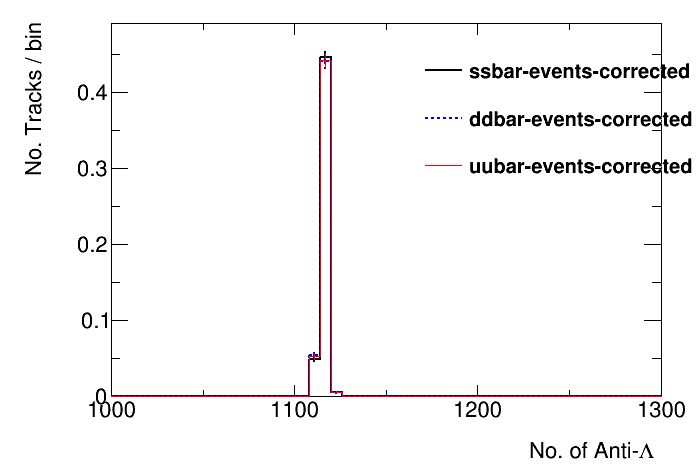 No. Tracks / bin
ssbar-events-corrected
ddbar-events-corrected
uubar-events-corrected
0.4
0.3
0.2
0.1
0
1000 1100 1200 1300
No. of Anti-Λ